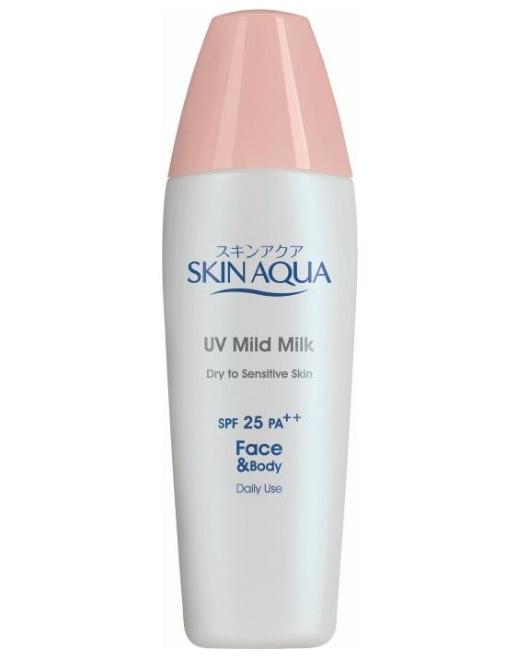 スキンアクア
SKIN AQUA
UV Mild Milk
Dry to Sensitive Skin
SPF 25 PA++
Face
&Body
Daily Use